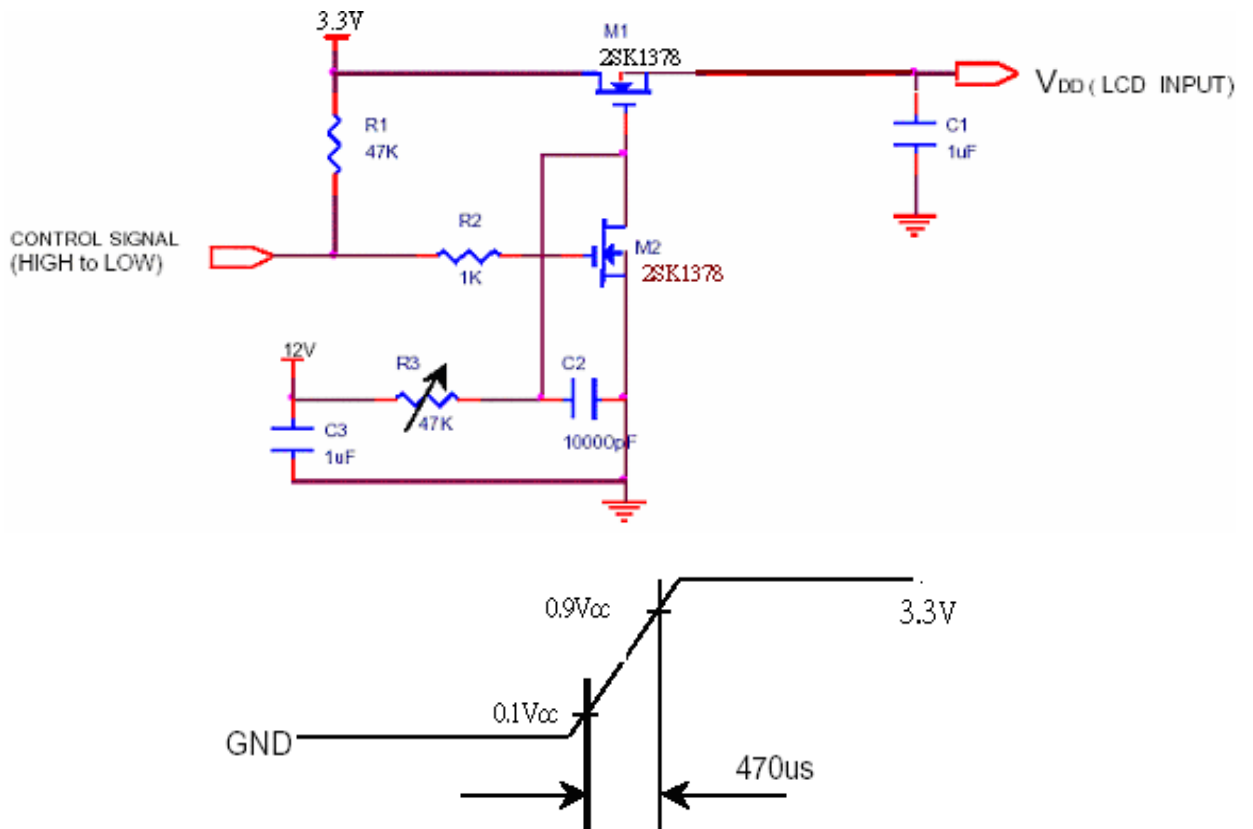 3.3V
M1
2SK1378
VDD ( LCD INPUT)
R1
47K
C1
1uF
CONTROL SIGNAL
(HIGH to LOW)
R2
1K
M2
2SK1378
12V
R3
47K
C2
10000pF
C3
1uF
0.9Vcc
3.3V
0.1Vcc
GND
470us